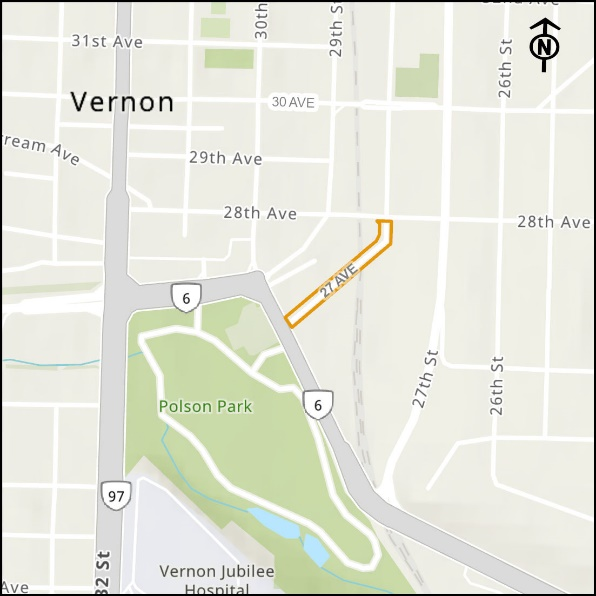 30th
29th St
31st Ave
N
26th St
30 AVE
Vernon
ream Ave
29th Ave
28th Ave
28th Ave
27 AVE
6
27th St
26th St
Polson Park
6
97
Vernon Jubilee
Hospital
32 St
Ave